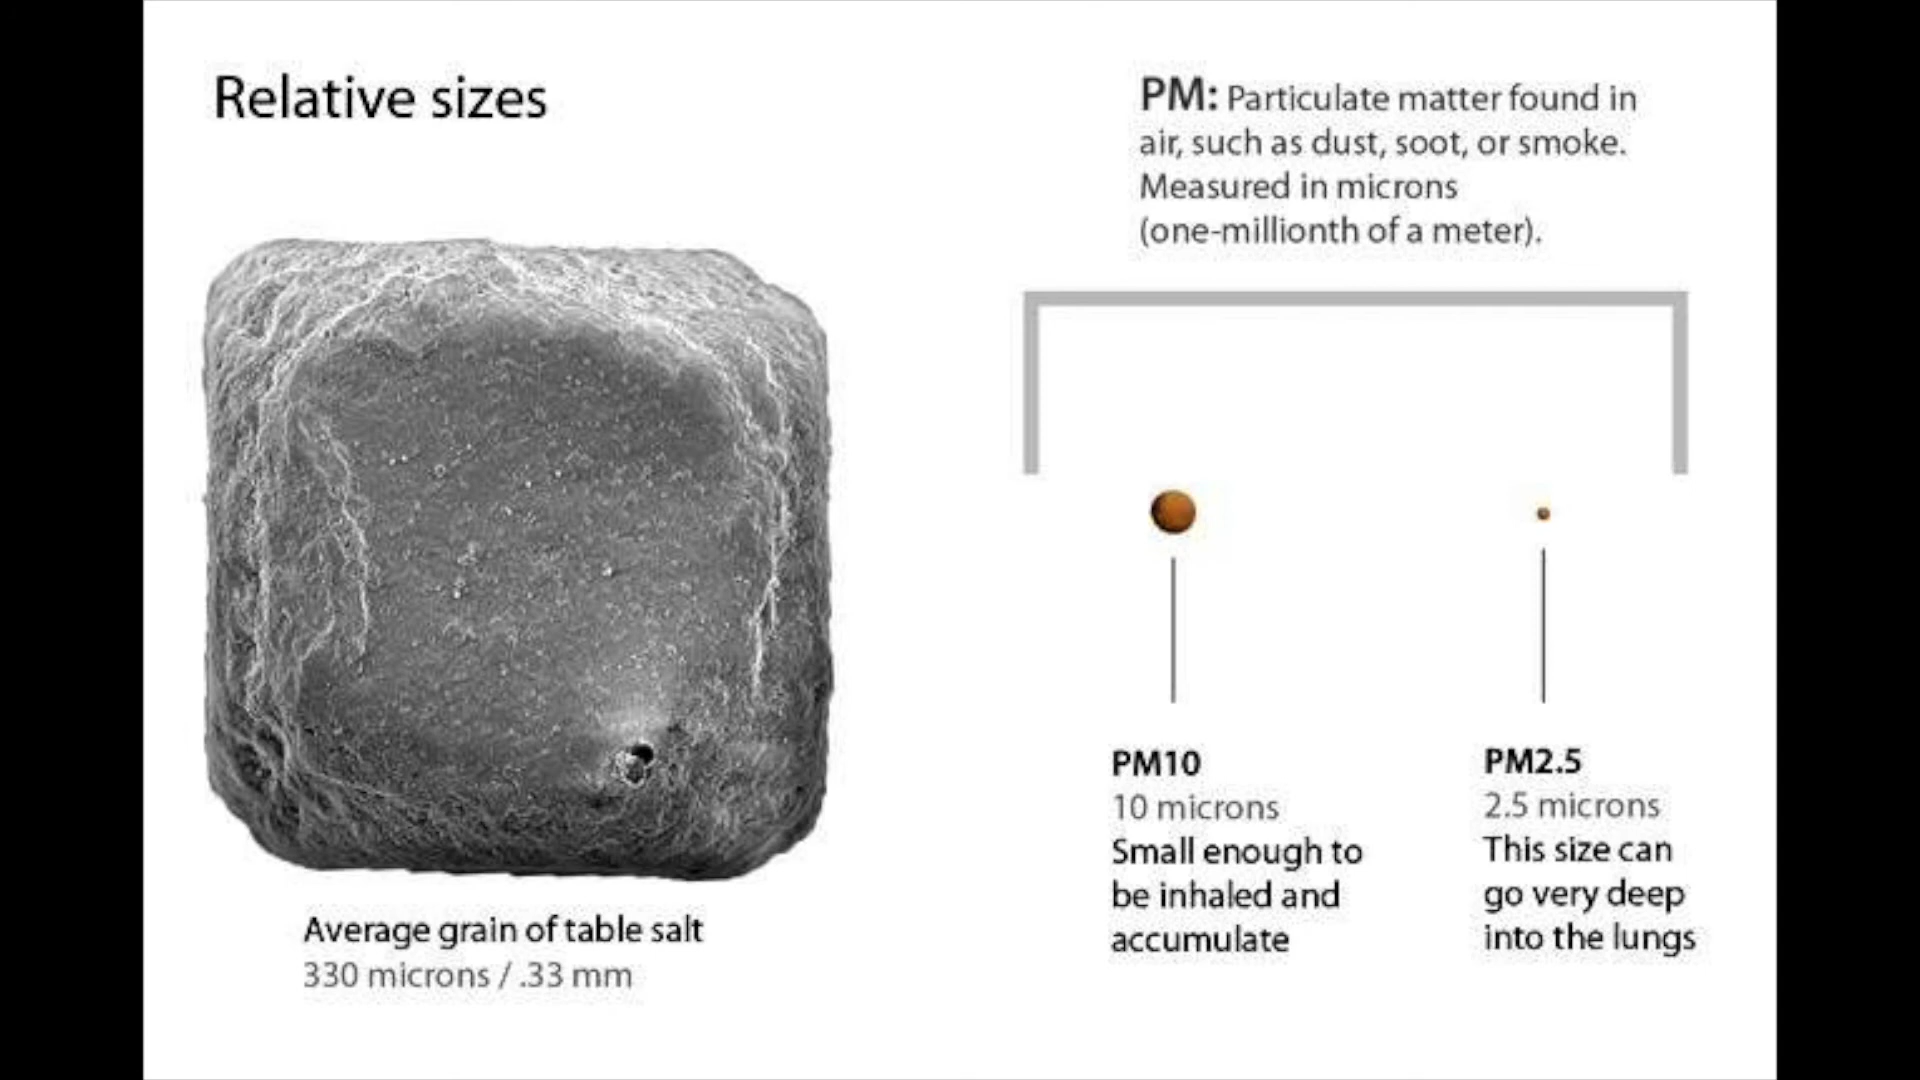 Relative sizes
PM: Particulate matter found in
air, such as dust, soot, or smoke.
Measured in microns
(one-millionth of a meter).
Average grain of table salt
330 microns / .33 mm
PM10
10 microns
Small enough to
be inhaled and
accumulate
PM2.5
2.5 microns
This size can
go very deep
into the lungs